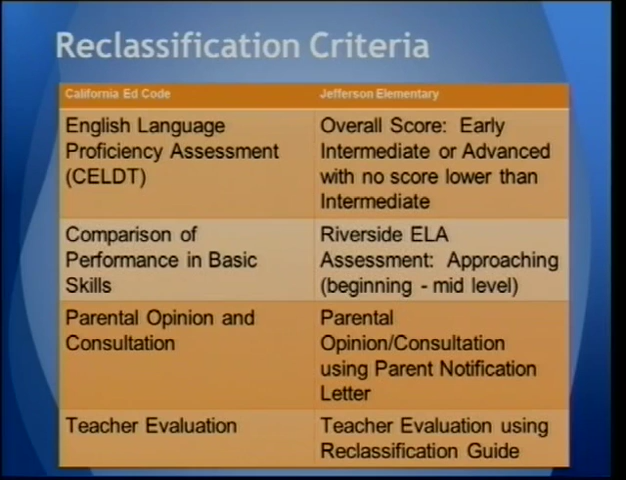 Reclassification Criteria
California Ed Code
Jefferson Elementary
English Language
Proficiency Assessment
(CELDT)
Overall Score: Early
Intermediate or Advanced
with no score lower than
Intermediate
Comparison of
Performance in Basic
Skills
Riverside ELA
Assessment: Approaching
(beginning - mid level)
Parental Opinion and
Consultation
Parental
Opinion/Consultation
using Parent Notification
Letter
Teacher Evaluation
Teacher Evaluation using
Reclassification Guide